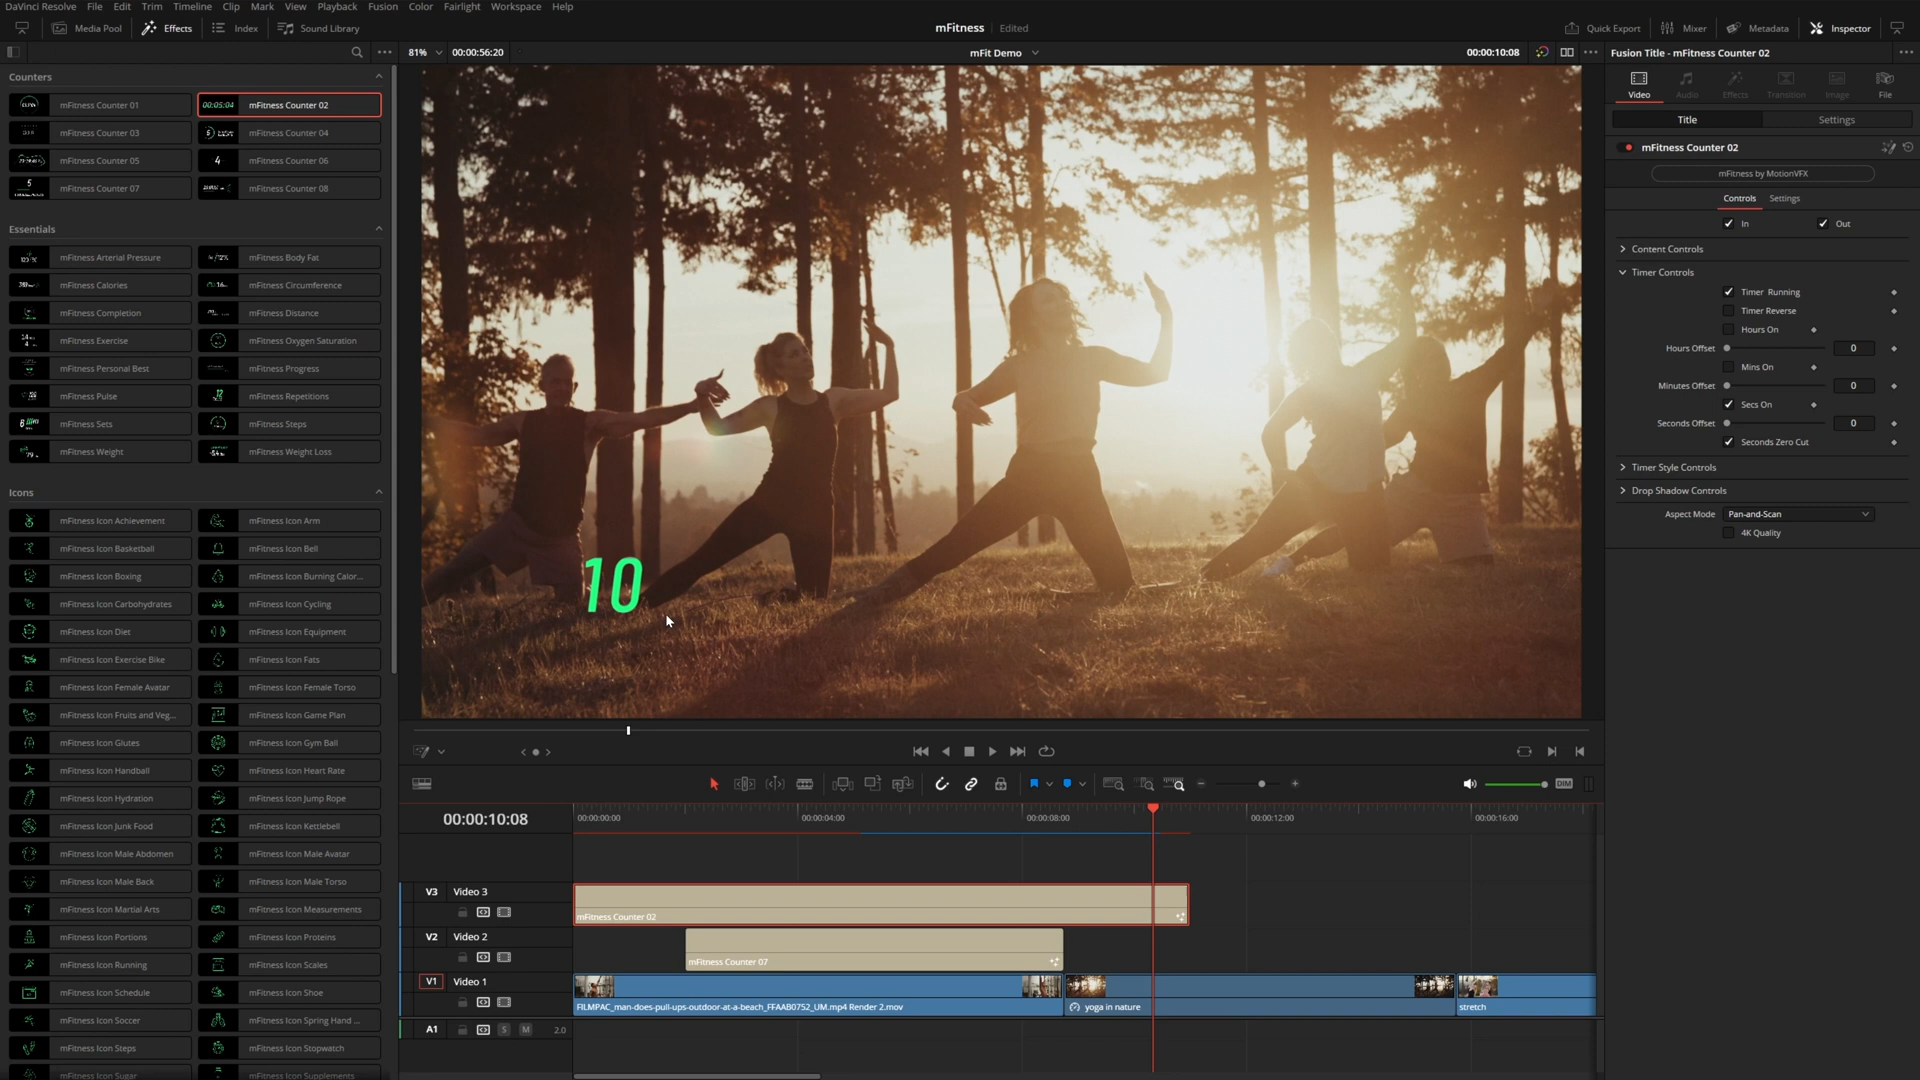 DaVinci Resolve File Edit Trim Timeline Clip Mark View Playback Fusion Color Fairlight Workspace Help
Media Pool Effects Index Sound Library
mFitness Edited
Quick Export Mixer Metadata Inspector
81% 00:00:56:20
mFit Demo
00:00:10:08
Fusion Title - mFitness Counter 02
Video Audio Effects Transition Image File
Title Settings
mFitness Counter 02
mFitness by MotionVFX
Controls Settings
In Out
Content Controls
Timer Controls
Timer Running
Timer Reverse
Hours On
Hours Offset 0
Mins On
Minutes Offset 0
Secs On
Seconds Offset 0
Seconds Zero Cut
Timer Style Controls
Drop Shadow Controls
Aspect Mode Pan-and-Scan
4K Quality
Counters
mFitness Counter 01
00:05:04 mFitness Counter 02
mFitness Counter 03
mFitness Counter 04
mFitness Counter 05
4 mFitness Counter 06
5 mFitness Counter 07
mFitness Counter 08
Essentials
mFitness Arterial Pressure
mFitness Body Fat
mFitness Calories
mFitness Circumference
mFitness Completion
mFitness Distance
mFitness Exercise
mFitness Oxygen Saturation
mFitness Personal Best
mFitness Progress
mFitness Pulse
12 mFitness Repetitions
mFitness Sets
mFitness Steps
mFitness Weight
mFitness Weight Loss
Icons
mFitness Icon Achievement
mFitness Icon Arm
mFitness Icon Basketball
mFitness Icon Bell
mFitness Icon Boxing
mFitness Icon Burning Calor...
mFitness Icon Carbohydrates
mFitness Icon Cycling
mFitness Icon Diet
mFitness Icon Equipment
mFitness Icon Exercise Bike
mFitness Icon Fats
mFitness Icon Female Avatar
mFitness Icon Female Torso
mFitness Icon Fruits and Veg...
mFitness Icon Game Plan
mFitness Icon Glutes
mFitness Icon Gym Ball
mFitness Icon Handball
mFitness Icon Heart Rate
mFitness Icon Hydration
mFitness Icon Jump Rope
mFitness Icon Junk Food
mFitness Icon Kettlebell
mFitness Icon Male Abdomen
mFitness Icon Male Avatar
mFitness Icon Male Back
mFitness Icon Male Torso
mFitness Icon Martial Arts
mFitness Icon Measurements
mFitness Icon Portions
mFitness Icon Proteins
mFitness Icon Running
mFitness Icon Scales
mFitness Icon Schedule
mFitness Icon Shoe
mFitness Icon Soccer
mFitness Icon Spring Hand ...
mFitness Icon Steps
mFitness Icon Stopwatch
mFitness Icon Sugar
mFitness Icon Supplements
10
DIM
00:00:10:08
00:00:00:00 00:00:04:00 00:00:08:00 00:00:12:00 00:00:16:00
V3 Video 3
mFitness Counter 02
V2 Video 2
mFitness Counter 07
V1 Video 1
FILMPAC_man-does-pull-ups-outdoor-at-a-beach_FFAAB0752_UM.mp4 Render 2.mov
yoga in nature
stretch
A1 S M 2.0